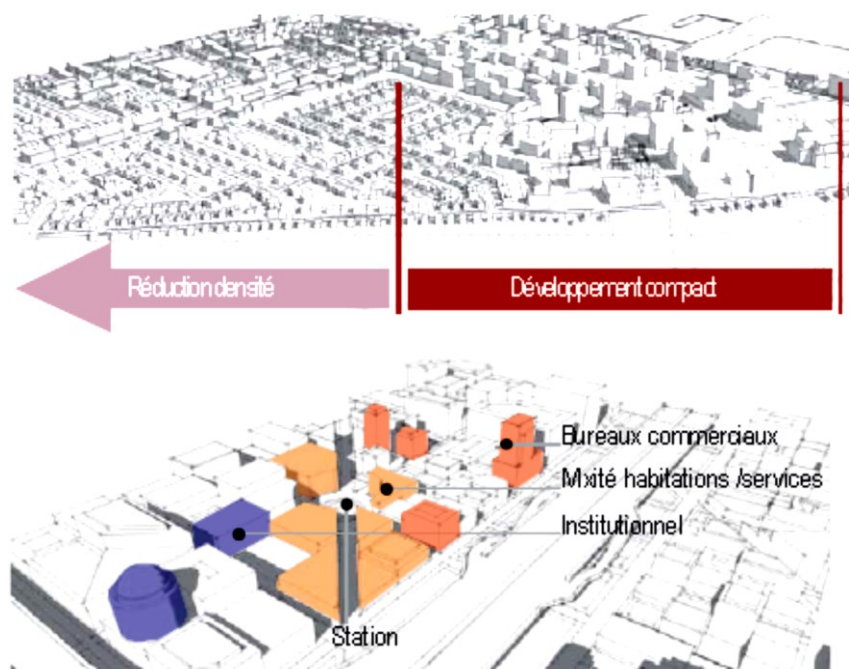 Réduction densité
Développement compact
Bureaux commerciaux
Mixité habitations /services
Institutionnel
Station